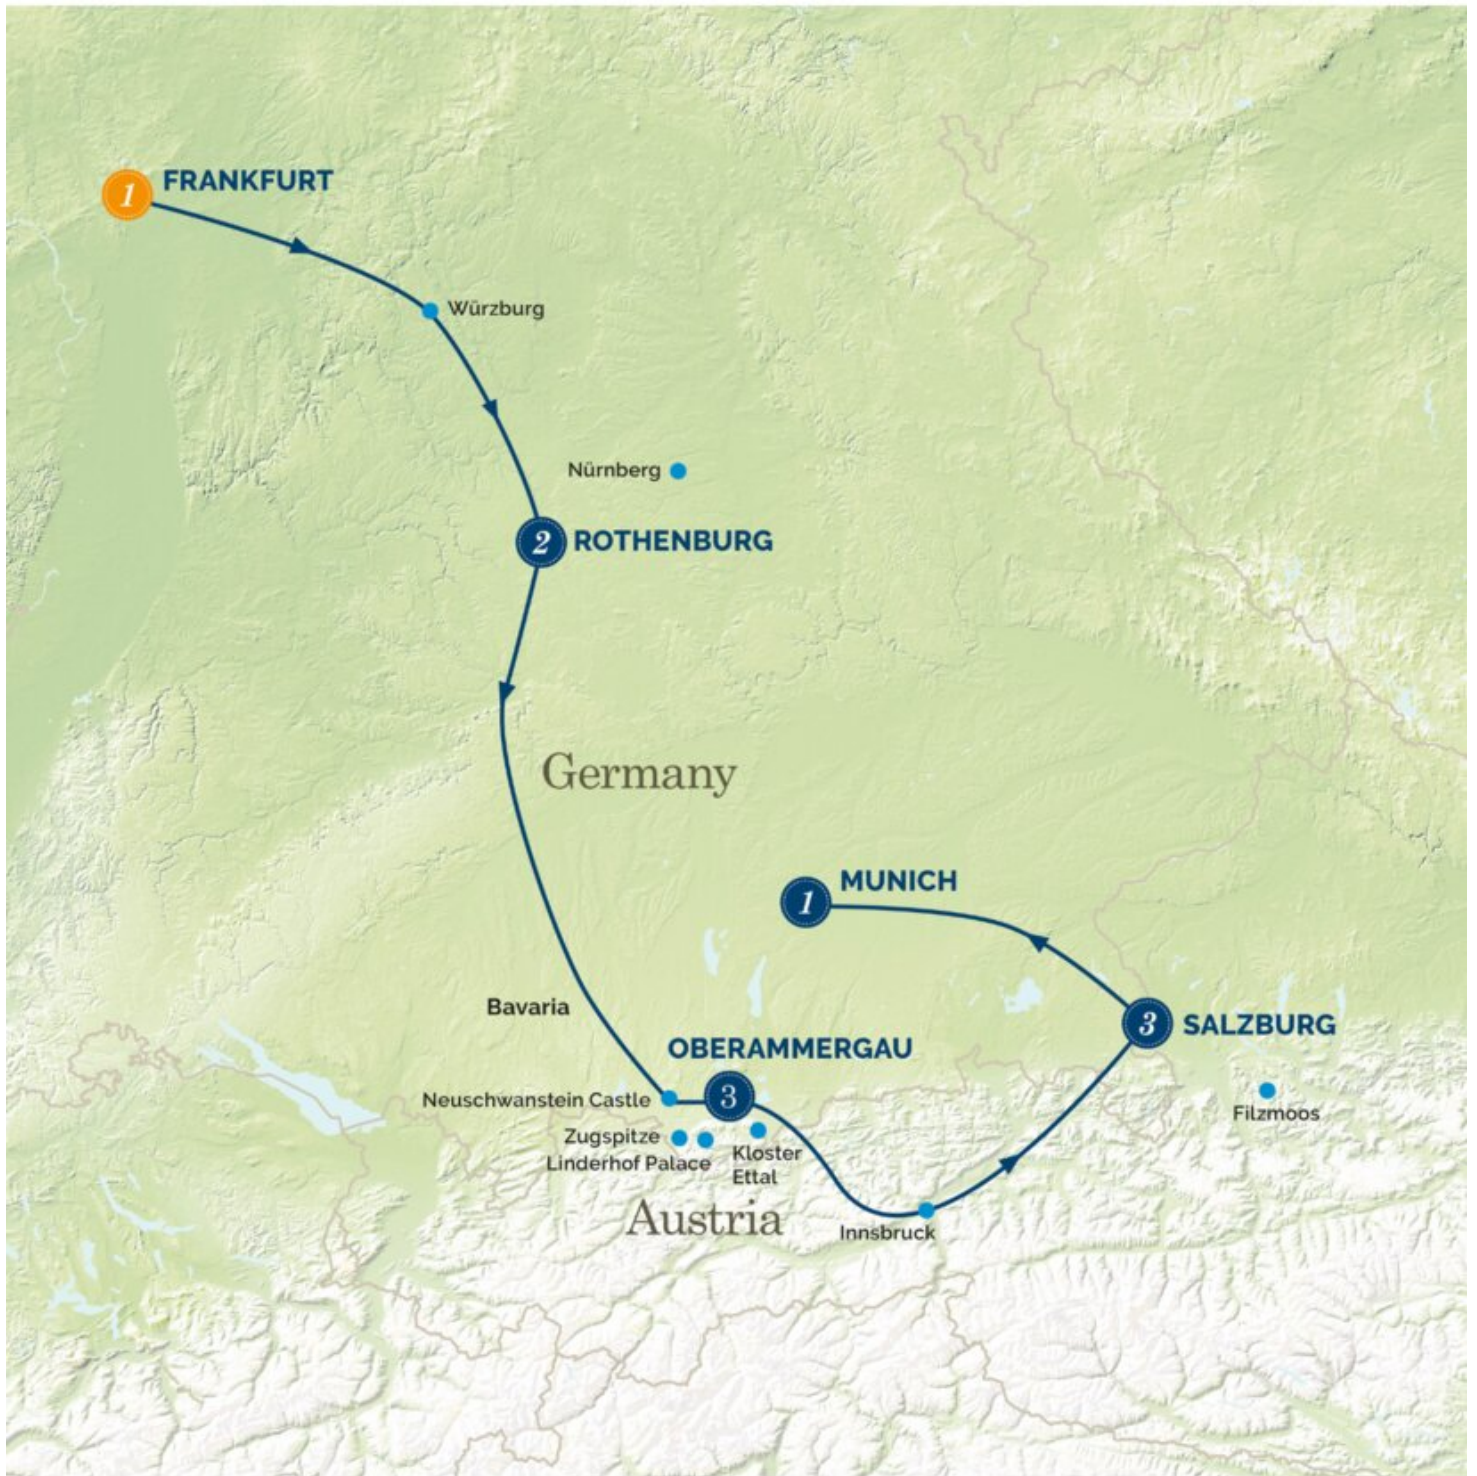 1 FRANKFURT
Würzburg
Nürnberg
2 ROTHENBURG
Germany
MUNICH
1
Bavaria
3 SALZBURG
OBERAMMERGAU
3
Neuschwanstein Castle
Filzmoos
Zugspitze
Linderhof Palace
Kloster
Ettal
Austria
Innsbruck